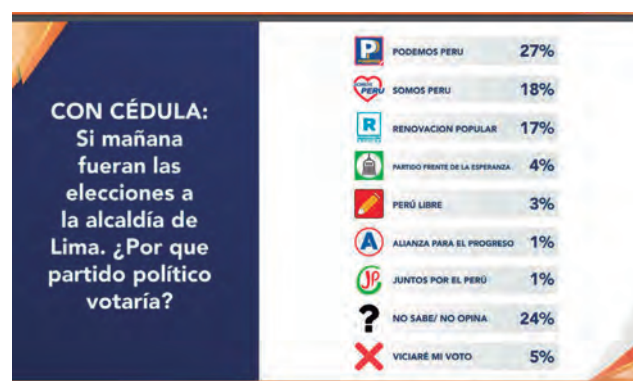 CON CÉDULA:
Si mañana
fueran las
elecciones a
la alcaldía de
Lima. ¿Por que
partido político
votaría?
P PODEMOS PERU 27%
PERU SOMOS PERU 18%
R RENOVACION POPULAR 17%
PARTIDO FRENTE DE LA ESPERANZA 4%
PERÚ LIBRE 3%
A ALIANZA PARA EL PROGRESO 1%
JP JUNTOS POR EL PERÚ 1%
? NO SABE/ NO OPINA 24%
VICIARÉ MI VOTO 5%